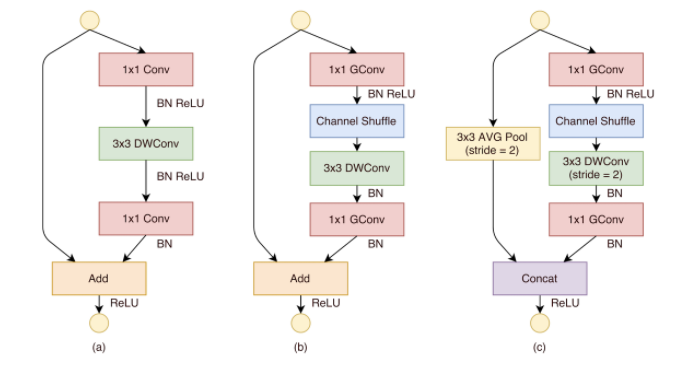 1x1 Conv
BN ReLU
3x3 DWConv
BN ReLU
1x1 Conv
BN
Add
ReLU
(a)
1x1 GConv
BN ReLU
Channel Shuffle
3x3 DWConv
BN
1x1 GConv
BN
Add
ReLU
(b)
3x3 AVG Pool
(stride = 2)
1x1 GConv
BN ReLU
Channel Shuffle
3x3 DWConv
(stride = 2)
BN
1x1 GConv
BN
Concat
ReLU
(c)